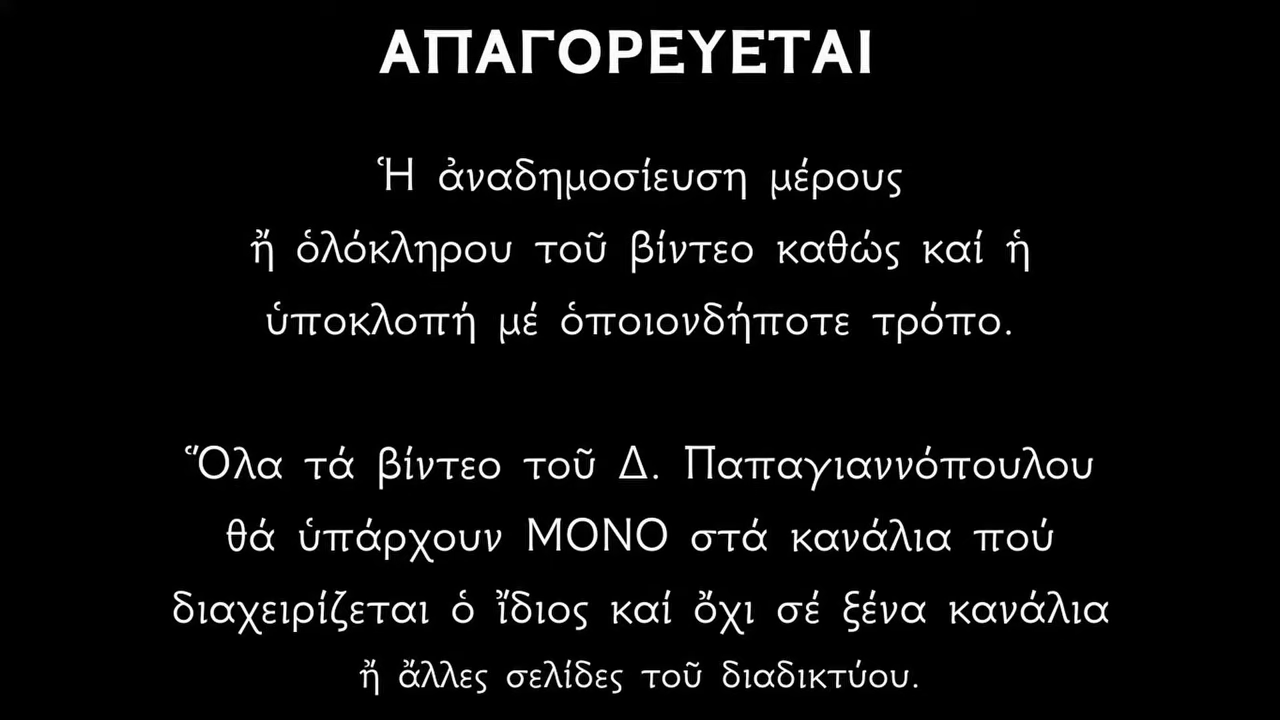 ΑΠΑΓΟΡΕΥΕΤΑΙ
Ἡ ἀναδημοσίευση μέρους
ἤ ὁλόκληρου τοῦ βίντεο καθώς καί ἡ
ὑποκλοπή μέ ὁποιονδήποτε τρόπο.
Ὅλα τά βίντεο τοῦ Δ. Παπαγιαννόπουλου
θά ὑπάρχουν ΜΟΝΟ στά κανάλια πού
διαχειρίζεται ὁ ἴδιος καί ὄχι σέ ξένα κανάλια
ἤ ἄλλες σελίδες τοῦ διαδικτύου.